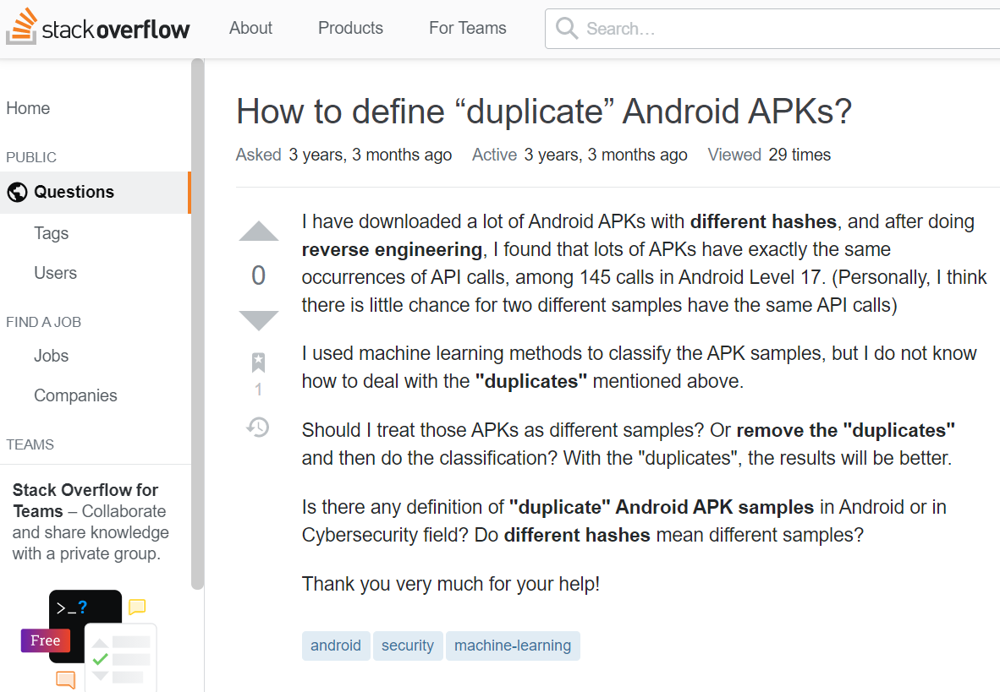 stackoverflow
About
Products
For Teams
Search…
Home
PUBLIC
Questions
Tags
Users
FIND A JOB
Jobs
Companies
TEAMS
Stack Overflow for
Teams – Collaborate
and share knowledge
with a private group.
>_?
Free
How to define “duplicate” Android APKs?
Asked 3 years, 3 months ago Active 3 years, 3 months ago Viewed 29 times
0
1
I have downloaded a lot of Android APKs with different hashes, and after doing
reverse engineering, I found that lots of APKs have exactly the same
occurrences of API calls, among 145 calls in Android Level 17. (Personally, I think
there is little chance for two different samples have the same API calls)
I used machine learning methods to classify the APK samples, but I do not know
how to deal with the "duplicates" mentioned above.
Should I treat those APKs as different samples? Or remove the "duplicates"
and then do the classification? With the "duplicates", the results will be better.
Is there any definition of "duplicate" Android APK samples in Android or in
Cybersecurity field? Do different hashes mean different samples?
Thank you very much for your help!
android
security
machine-learning